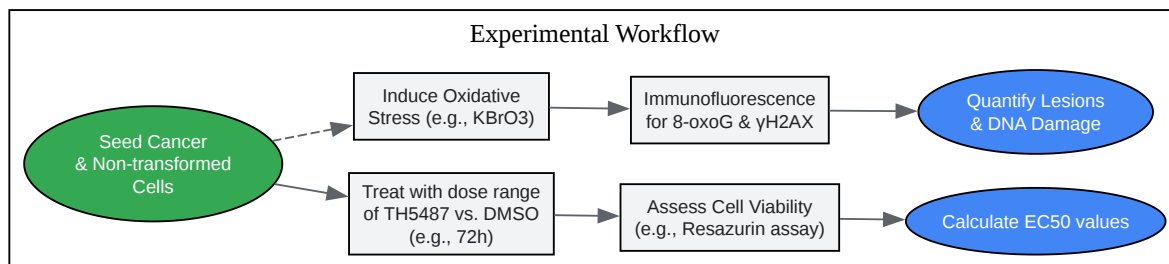 Experimental Workflow
Seed Cancer
& Non-transformed
Cells
Induce Oxidative
Stress (e.g., KBrO3)
Immunofluorescence
for 8-oxoG & γH2AX
Quantify Lesions
& DNA Damage
Treat with dose range
of TH5487 vs. DMSO
(e.g., 72h)
Assess Cell Viability
(e.g., Resazurin assay)
Calculate EC50 values